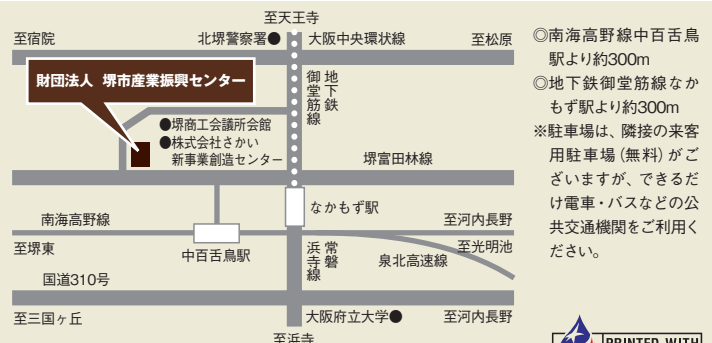 至天王寺
至宿院
北堺警察署●
大阪中央環状線
至松原
財団法人 堺市産業振興センター
地下鉄
御堂筋線
●堺商工会議所会館
●株式会社さかい
新事業創造センター
堺富田林線
なかもず駅
南海高野線
至河内長野
至堺東
中百舌鳥駅
常磐
浜寺線
泉北高速線
至光明池
国道310号
至三国ヶ丘
大阪府立大学●
至河内長野
至浜寺
◎南海高野線中百舌鳥
駅より約300m
◎地下鉄御堂筋線なか
もず駅より約300m
※駐車場は、隣接の来客
用駐車場(無料)がご
ざいますが、できるだ
け電車・バスなどの公
共交通機関をご利用く
ださい。
PRINTED WITH